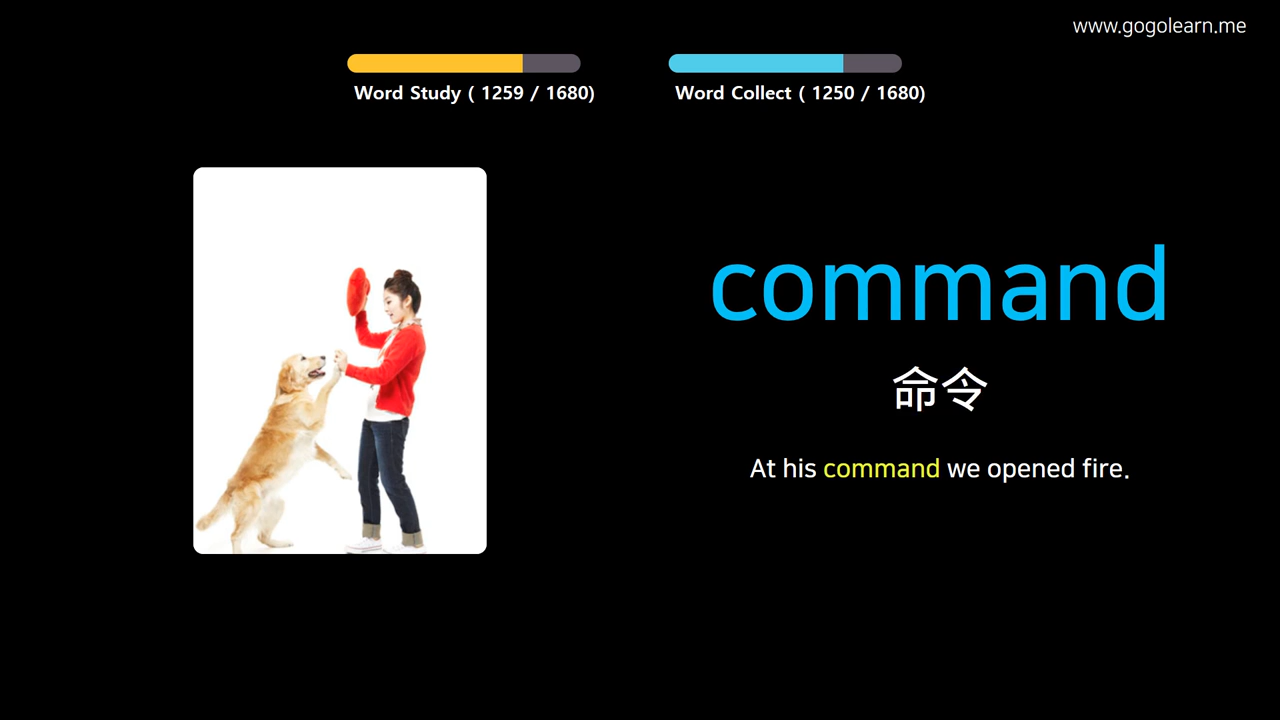 www.gogolearn.me
Word Study ( 1259 / 1680)
Word Collect ( 1250 / 1680)
command
命令
At his command we opened fire.